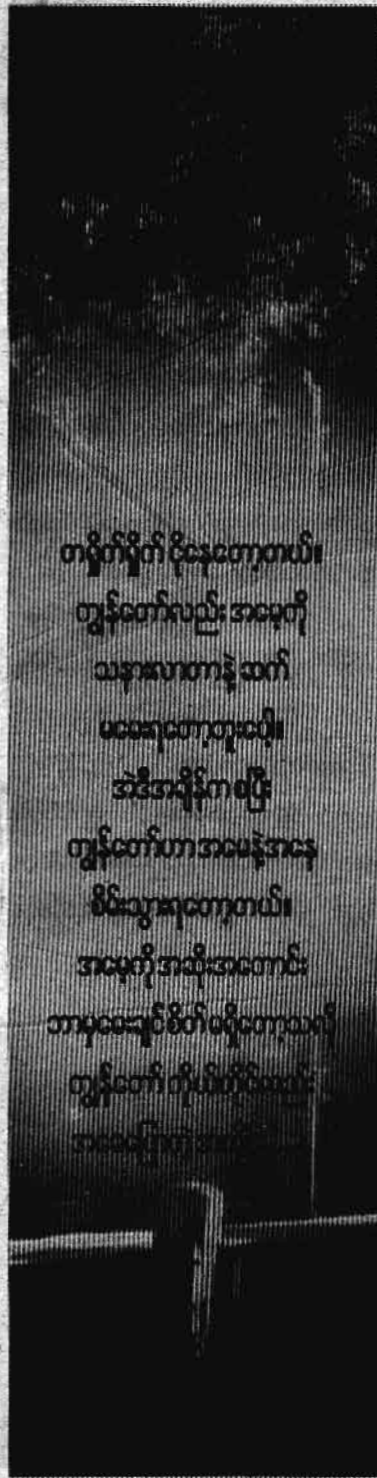 တရှိုက်ရှိုက် ငိုနေတော့တယ်။
ကျွန်တော်လည်း အမေ့ကို
သနားလာတာနဲ့ ဆက်
မမေးရတော့ဘူးပေါ့။
အဲဒီအချိန်က စပြီး
ကျွန်တော်ဟာ အမေနဲ့အနေ
စိမ်းသွားရတော့တယ်။
အမေ့ကို အဆိုးအကောင်း
ဘာမှမေးချင်စိတ် မရှိတော့သလို
ကျွန်တော် ကိုယ်တိုင်လည်း